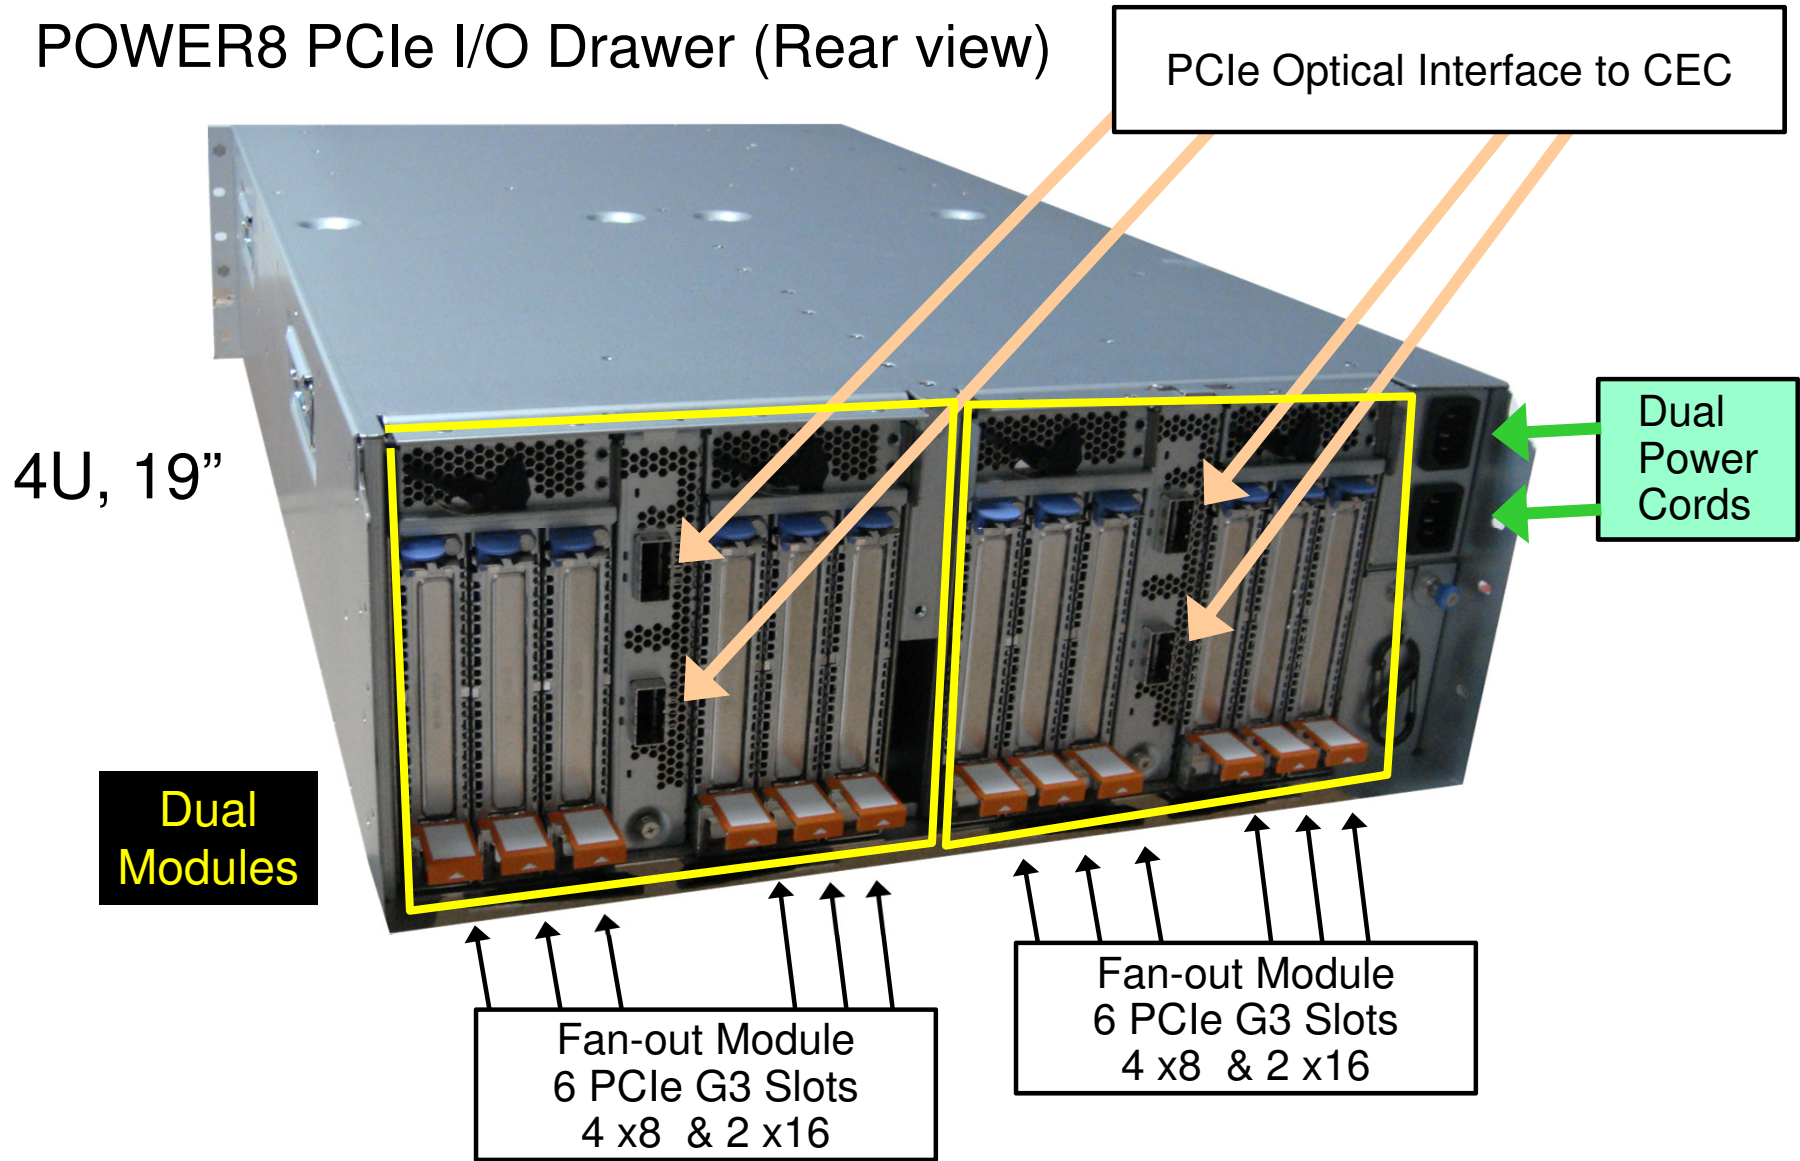 POWER8 PCIe I/O Drawer (Rear view)
PCIe Optical Interface to CEC
4U, 19”
Dual
Power
Cords
Dual
Modules
Fan-out Module
6 PCIe G3 Slots
4 x8  & 2 x16
Fan-out Module
6 PCIe G3 Slots
4 x8  & 2 x16